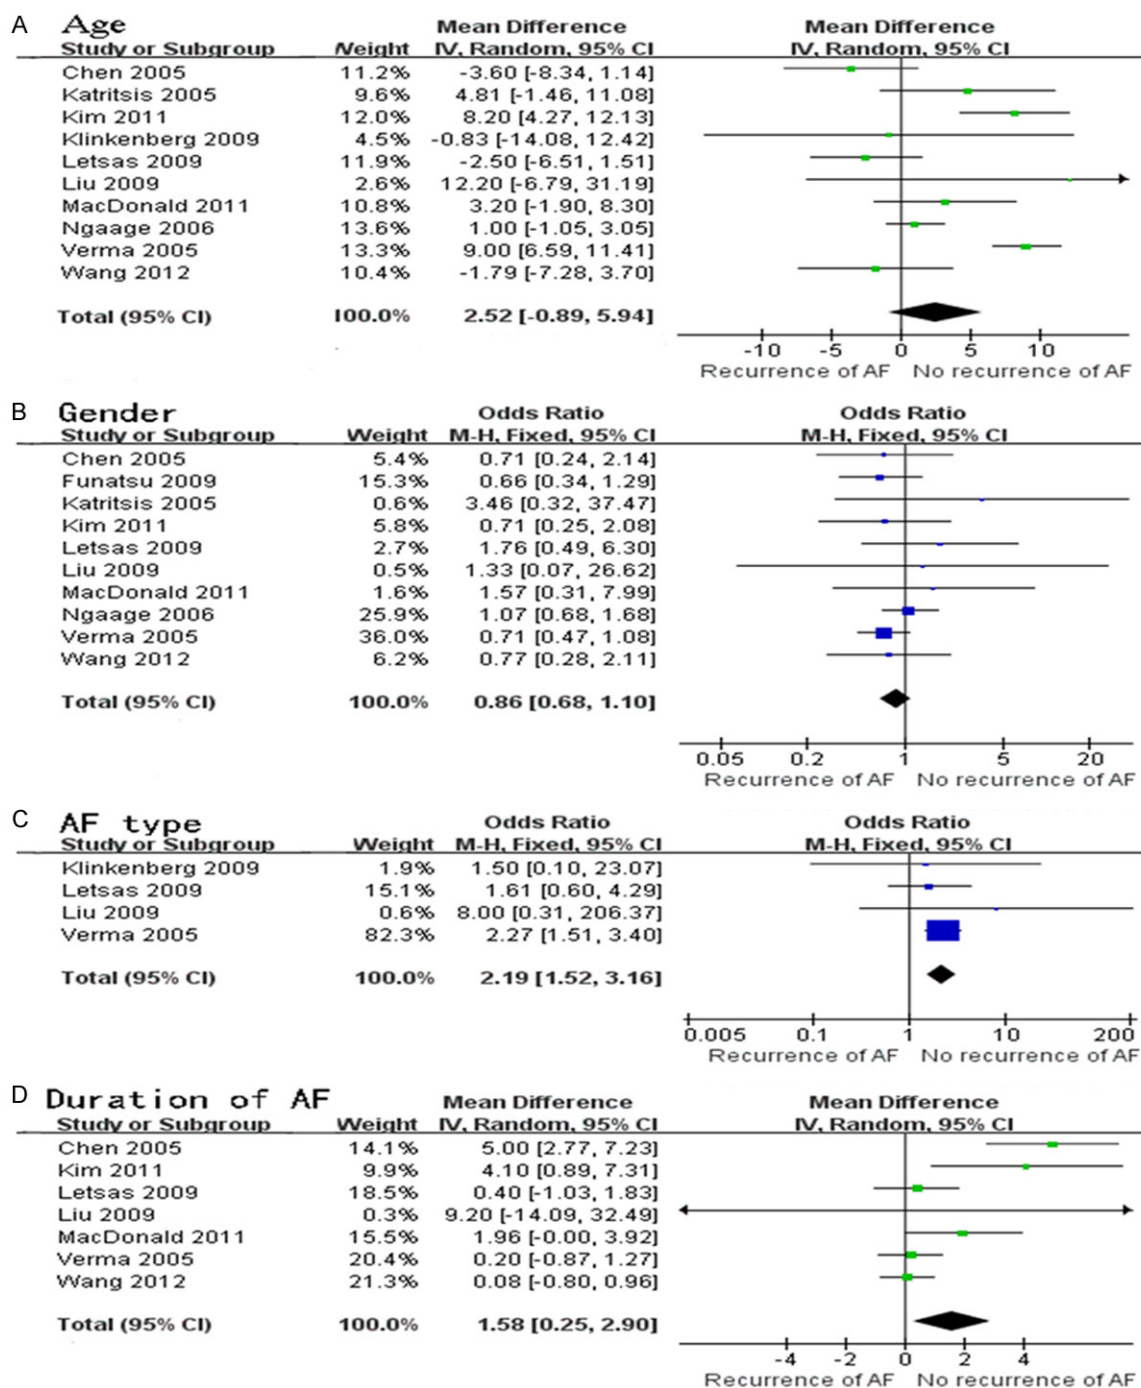 A Age
Mean Difference Mean Difference
Study or Subgroup Weight IV, Random, 95% CI IV, Random, 95% CI
Chen 2005 11.2% -3.60 [-8.34, 1.14]
Katritsis 2005 9.6% 4.81 [-1.46, 11.08]
Kim 2011 12.0% 8.20 [4.27, 12.13]
Klinkenberg 2009 4.5% -0.83 [-14.08, 12.42]
Letsas 2009 11.9% -2.50 [-6.51, 1.51]
Liu 2009 2.6% 12.20 [-6.79, 31.19]
MacDonald 2011 10.8% 3.20 [-1.90, 8.30]
Ngaage 2006 13.6% 1.00 [-1.05, 3.05]
Verma 2005 13.3% 9.00 [6.59, 11.41]
Wang 2012 10.4% -1.79 [-7.28, 3.70]
Total (95% CI) 100.0% 2.52 [-0.89, 5.94]
-10 -5 0 5 10
Recurrence of AF No recurrence of AF
B Gender
Odds Ratio Odds Ratio
Study or Subgroup Weight M-H, Fixed, 95% CI M-H, Fixed, 95% CI
Chen 2005 5.4% 0.71 [0.24, 2.14]
Funatsu 2009 15.3% 0.66 [0.34, 1.29]
Katritsis 2005 0.6% 3.46 [0.32, 37.47]
Kim 2011 5.8% 0.71 [0.25, 2.08]
Letsas 2009 2.7% 1.76 [0.49, 6.30]
Liu 2009 0.5% 1.33 [0.07, 26.62]
MacDonald 2011 1.6% 1.57 [0.31, 7.99]
Ngaage 2006 25.9% 1.07 [0.68, 1.68]
Verma 2005 36.0% 0.71 [0.47, 1.08]
Wang 2012 6.2% 0.77 [0.28, 2.11]
Total (95% CI) 100.0% 0.86 [0.68, 1.10]
0.05 0.2 1 5 20
Recurrence of AF No recurrence of AF
C AF type
Odds Ratio Odds Ratio
Study or Subgroup Weight M-H, Fixed, 95% CI M-H, Fixed, 95% CI
Klinkenberg 2009 1.9% 1.50 [0.10, 23.07]
Letsas 2009 15.1% 1.61 [0.60, 4.29]
Liu 2009 0.6% 8.00 [0.31, 206.37]
Verma 2005 82.3% 2.27 [1.51, 3.40]
Total (95% CI) 100.0% 2.19 [1.52, 3.16]
0.005 0.1 1 10 200
Recurrence of AF No recurrence of AF
D Duration of AF
Mean Difference Mean Difference
Study or Subgroup Weight IV, Random, 95% CI IV, Random, 95% CI
Chen 2005 14.1% 5.00 [2.77, 7.23]
Kim 2011 9.9% 4.10 [0.89, 7.31]
Letsas 2009 18.5% 0.40 [-1.03, 1.83]
Liu 2009 0.3% 9.20 [-14.09, 32.49]
MacDonald 2011 15.5% 1.96 [-0.00, 3.92]
Verma 2005 20.4% 0.20 [-0.87, 1.27]
Wang 2012 21.3% 0.08 [-0.80, 0.96]
Total (95% CI) 100.0% 1.58 [0.25, 2.90]
-4 -2 0 2 4
Recurrence of AF No recurrence of AF